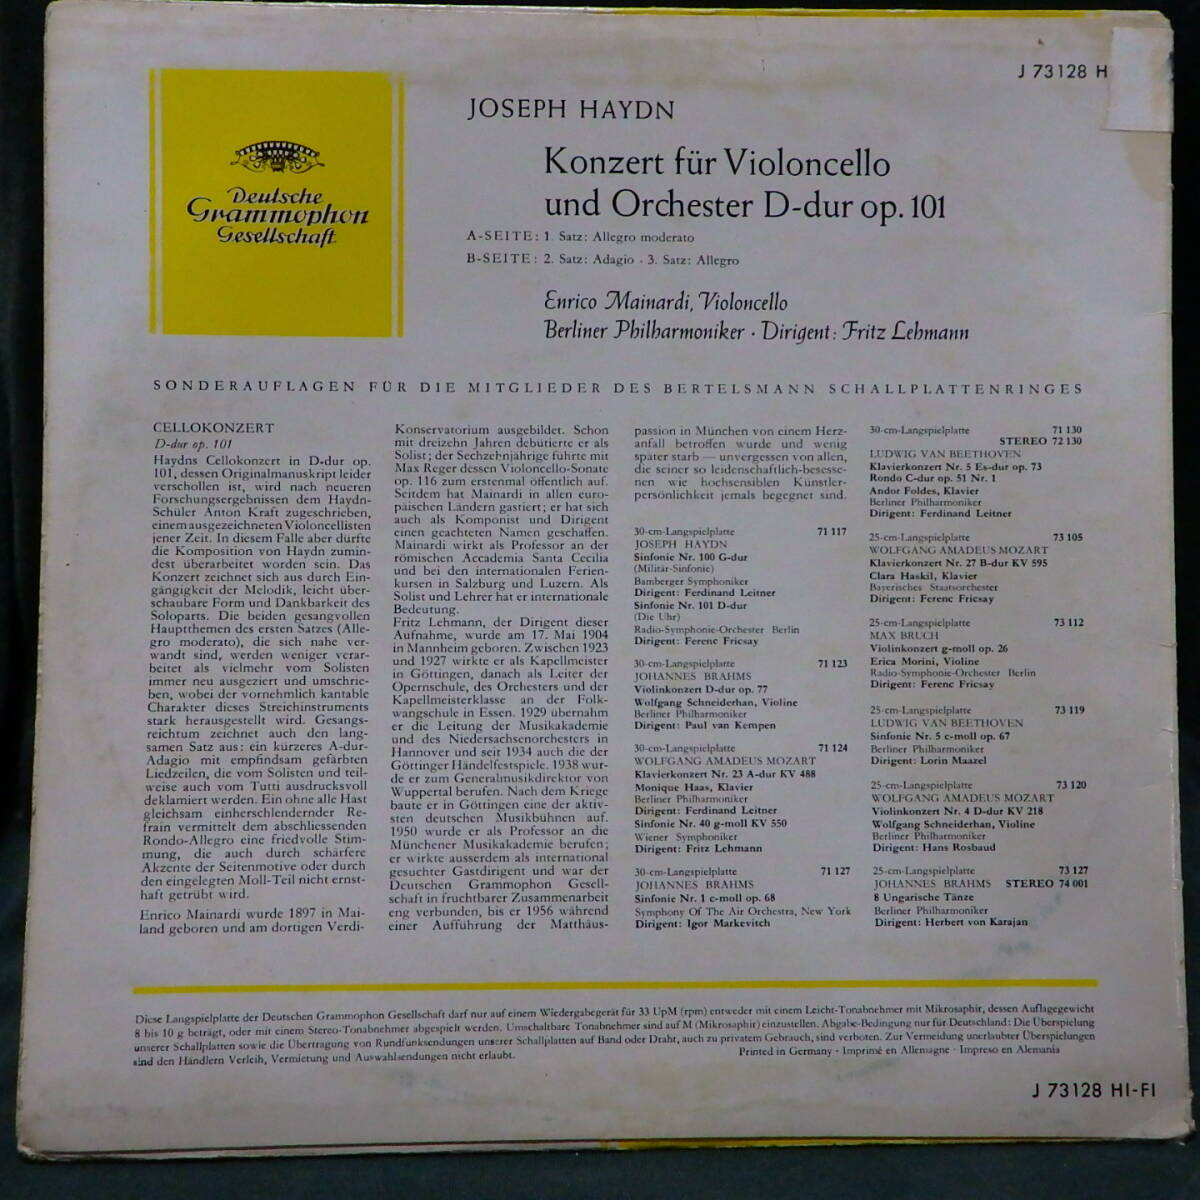 J 73128 H
Deutsche
Grammophon
Gesellschaft
JOSEPH HAYDN
Konzert für Violoncello
und Orchester D-dur op. 101
A-SEITE: 1. Satz: Allegro moderato
B-SEITE: 2. Satz: Adagio · 3. Satz: Allegro
Enrico Mainardi, Violoncello
Berliner Philharmoniker · Dirigent: Fritz Lehmann
SONDERAUFLAGEN FÜR DIE MITGLIEDER DES BERTELSMANN SCHALLPLATTENRINGES
CELLOKONZERT
D-dur op. 101
Haydns Cellokonzert in D-dur op.
101, dessen Originalmanuskript leider
verschollen ist, wird nach neueren
Forschungsergebnissen dem Haydn-
Schüler Anton Kraft zugeschrieben,
einem ausgezeichneten Violoncellisten
jener Zeit. In diesem Falle aber dürfte
die Komposition von Haydn zumin-
dest überarbeitet worden sein. Das
Konzert zeichnet sich aus durch Ein-
gängigkeit der Melodik, leicht über-
schaubare Form und Dankbarkeit des
Soloparts. Die beiden gesangvollen
Hauptthemen des ersten Satzes (Alle-
gro moderato), die sich nahe ver-
wandt sind, werden weniger verar-
beitet als vielmehr vom Solisten
immer neu ausgeziert und umschrie-
ben, wobei der vornehmlich kantable
Charakter dieses Streichinstruments
stark herausgestellt wird. Gesangs-
reichtum zeichnet auch den lang-
samen Satz aus: ein kürzeres A-dur-
Adagio mit empfindsam gefärbten
Liedzeilen, die vom Solisten und teil-
weise auch vom Tutti ausdrucksvoll
deklamiert werden. Ein ohne alle Hast
gleichsam einherschlendernder Re-
frain vermittelt dem abschliessenden
Rondo-Allegro eine friedvolle Stim-
mung, die auch durch schärfere
Akzente der Seitenmotive oder durch
den eingelegten Moll-Teil nicht ernst-
haft getrübt wird.
Enrico Mainardi wurde 1897 in Mai-
land geboren und am dortigen Verdi-
Konservatorium ausgebildet. Schon
mit dreizehn Jahren debütierte er als
Solist; der Sechzehnjährige führte mit
Max Reger dessen Violoncello-Sonate
op. 116 zum erstenmal öffentlich auf.
Seitdem hat Mainardi in allen euro-
päischen Ländern gastiert; er hat sich
auch als Komponist und Dirigent
einen geachteten Namen geschaffen.
Mainardi wirkt als Professor an der
römischen Accademia Santa Cecilia
und bei den internationalen Ferien-
kursen in Salzburg und Luzern. Als
Solist und Lehrer hat er internationale
Bedeutung.
Fritz Lehmann, der Dirigent dieser
Aufnahme, wurde am 17. Mai 1904
in Mannheim geboren. Zwischen 1923
und 1927 wirkte er als Kapellmeister
in Göttingen, danach als Leiter der
Opernschule, des Orchesters und der
Kapellmeisterklasse an der Folk-
wangschule in Essen. 1929 übernahm
er die Leitung der Musikakademie
und des Niedersachsenorchesters in
Hannover und seit 1934 auch die der
Göttinger Händelfestspiele. 1938 wur-
de er zum Generalmusikdirektor von
Wuppertal berufen. Nach dem Kriege
baute er in Göttingen eine der aktiv-
sten deutschen Musikbühnen auf.
1950 wurde er als Professor an die
Münchener Musikakademie berufen;
er wirkte ausserdem als international
gesuchter Gastdirigent und war der
Deutschen Grammophon Gesell-
schaft in fruchtbarer Zusammenarbeit
eng verbunden, bis er 1956 während
einer Aufführung der Matthäus-
passion in München von einem Herz-
anfall betroffen wurde und wenig
später starb — unvergessen von allen,
die seiner so leidenschaftlich-besesse-
nen wie hochsensiblen Künstler-
persönlichkeit jemals begegnet sind.
30-cm-Langspielplatte 71 117
JOSEPH HAYDN
Sinfonie Nr. 100 G-dur
(Militär-Sinfonie)
Bamberger Symphoniker
Dirigent: Ferdinand Leitner
Sinfonie Nr. 101 D-dur
(Die Uhr)
Radio-Symphonie-Orchester Berlin
Dirigent: Ferenc Fricsay
30-cm-Langspielplatte 71 123
JOHANNES BRAHMS
Violinkonzert D-dur op. 77
Wolfgang Schneiderhan, Violine
Berliner Philharmoniker
Dirigent: Paul van Kempen
30-cm-Langspielplatte 71 124
WOLFGANG AMADEUS MOZART
Klavierkonzert Nr. 23 A-dur KV 488
Monique Haas, Klavier
Berliner Philharmoniker
Dirigent: Ferdinand Leitner
Sinfonie Nr. 40 g-moll KV 550
Wiener Symphoniker
Dirigent: Fritz Lehmann
30-cm-Langspielplatte 71 127
JOHANNES BRAHMS
Sinfonie Nr. 1 c-moll op. 68
Symphony Of The Air Orchestra, New York
Dirigent: Igor Markevitch
30-cm-Langspielplatte 71 130
STEREO 72 130
LUDWIG VAN BEETHOVEN
Klavierkonzert Nr. 5 Es-dur op. 73
Rondo C-dur op. 51 Nr. 1
Andor Foldes, Klavier
Berliner Philharmoniker
Dirigent: Ferdinand Leitner
25-cm-Langspielplatte 73 105
WOLFGANG AMADEUS MOZART
Klavierkonzert Nr. 27 B-dur KV 595
Clara Haskil, Klavier
Bayerisches Staatsorchester
Dirigent: Ferenc Fricsay
25-cm-Langspielplatte 73 112
MAX BRUCH
Violinkonzert g-moll op. 26
Erica Morini, Violine
Radio-Symphonie-Orchester Berlin
Dirigent: Ferenc Fricsay
25-cm-Langspielplatte 73 119
LUDWIG VAN BEETHOVEN
Sinfonie Nr. 5 c-moll op. 67
Berliner Philharmoniker
Dirigent: Lorin Maazel
25-cm-Langspielplatte 73 120
WOLFGANG AMADEUS MOZART
Violinkonzert Nr. 4 D-dur KV 218
Wolfgang Schneiderhan, Violine
Berliner Philharmoniker
Dirigent: Hans Rosbaud
25-cm-Langspielplatte 73 127
JOHANNES BRAHMS STEREO 74 001
8 Ungarische Tänze
Berliner Philharmoniker
Dirigent: Herbert von Karajan
Diese Langspielplatte der Deutschen Grammophon Gesellschaft darf nur auf einem Wiedergabegerät für 33 UpM (rpm) entweder mit einem Leicht-Tonabnehmer mit Mikrosaphir, dessen Auflagegewicht
8 bis 10 g beträgt, oder mit einem Stereo-Tonabnehmer abgespielt werden. Umschaltbare Tonabnehmer sind auf M (Mikrosaphir) einzustellen. Abgabe-Bedingung nur für Deutschland: Die Überspielung
unserer Schallplatten sowie die Übertragung von Rundfunksendungen unserer Schallplatten auf Band oder Draht, auch zu privatem Gebrauch, sind verboten. Zur Vermeidung unerlaubter Überspielungen
sind den Händlern Verleih, Vermietung und Auswahlsendungen nicht erlaubt. Printed in Germany · Imprimé en Allemagne · Impreso en Alemania
J 73128 HI-FI